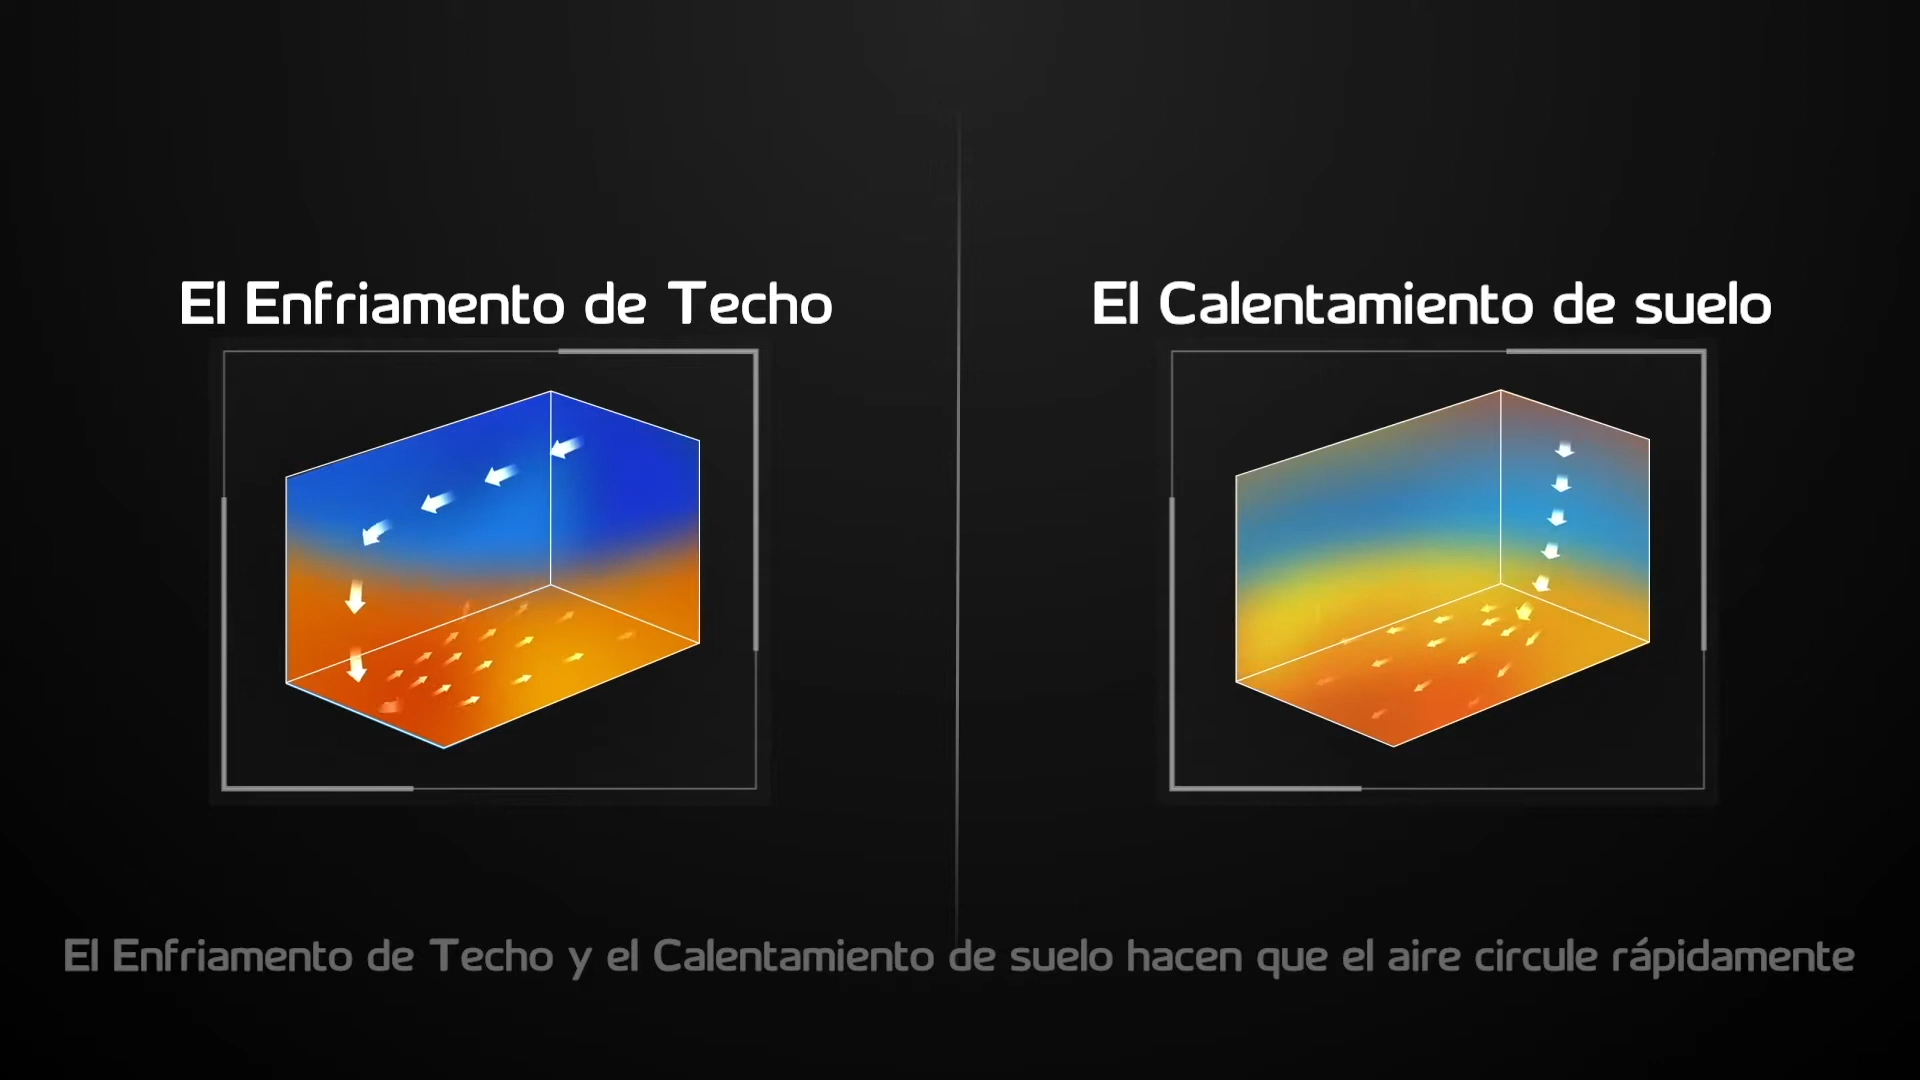 El Enfriamento de Techo
El Calentamiento de suelo
El Enfriamento de Techo y el Calentamiento de suelo hacen que el aire circule rápidamente